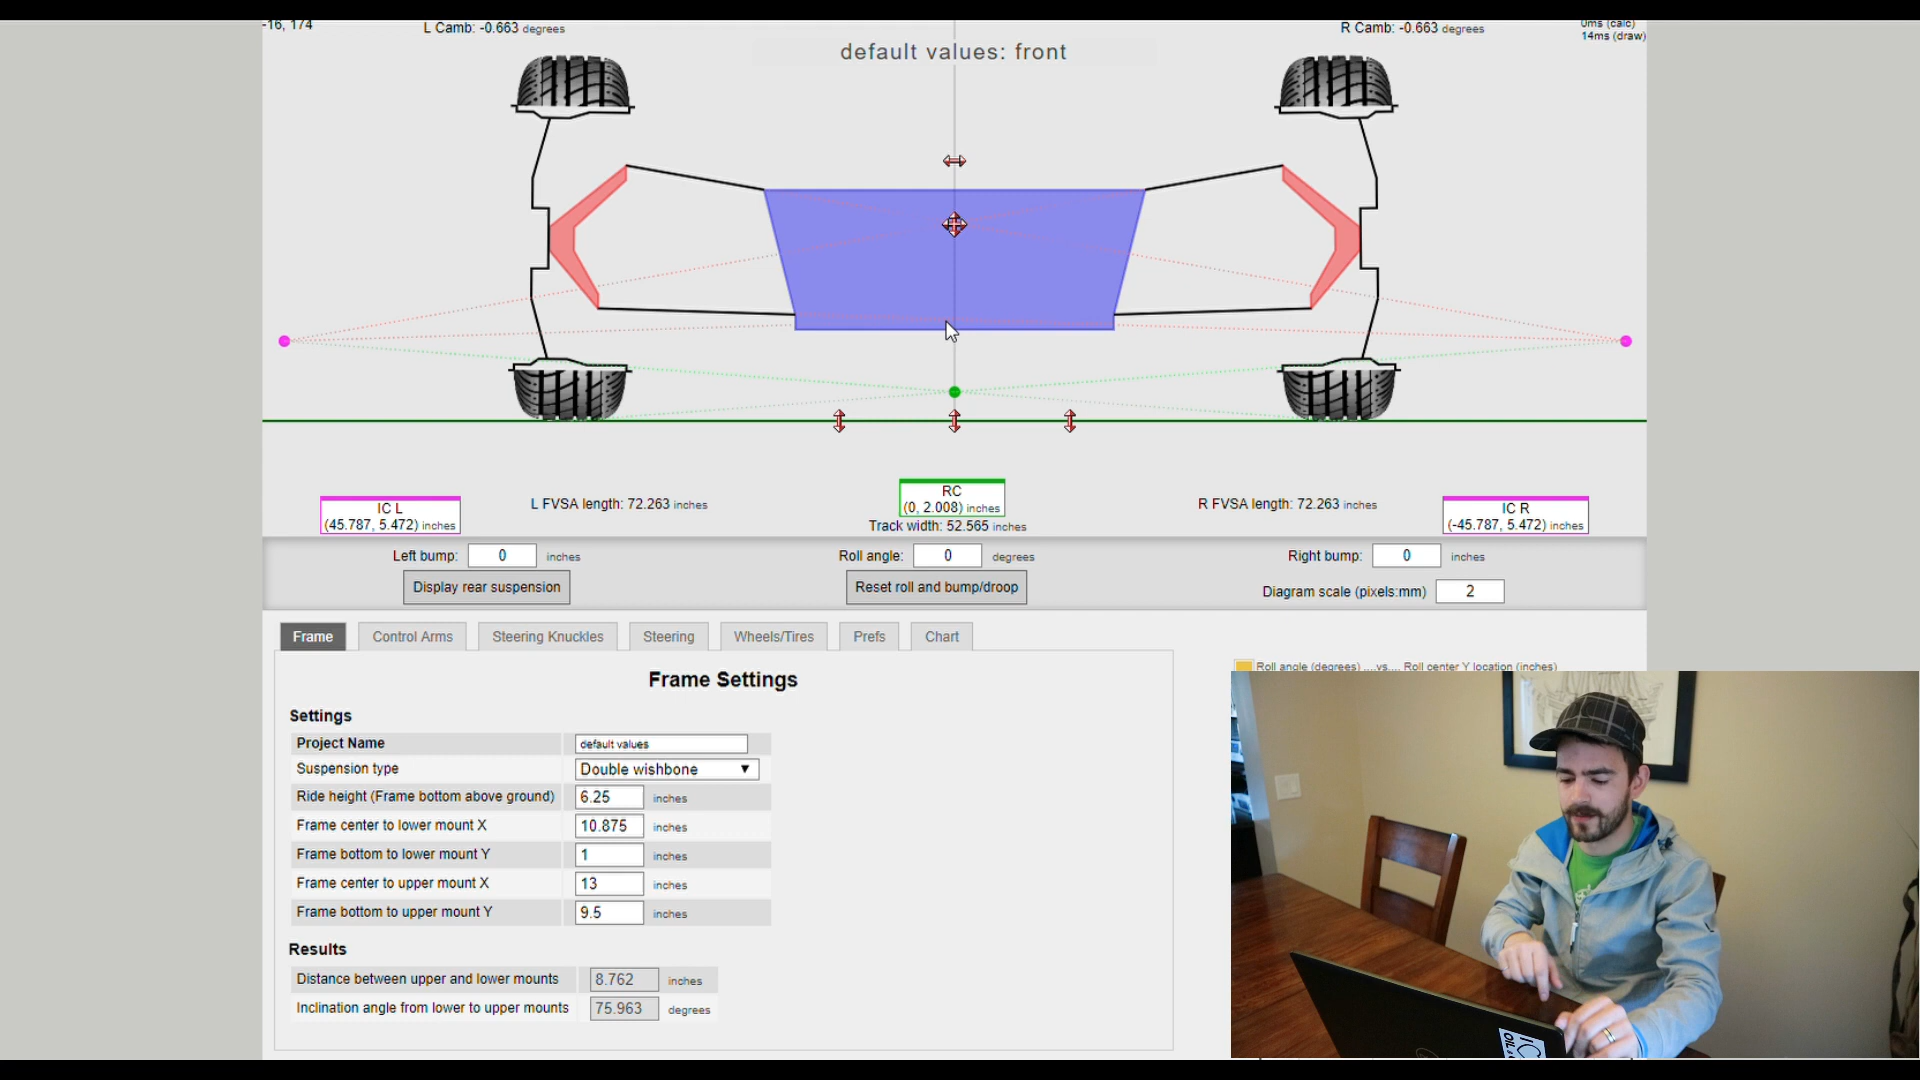 -16, 174
L Camb: -0.663 degrees
R Camb: -0.663 degrees
0ms (calc)
14ms (draw)
default values: front
IC L
(45.787, 5.472) inches
L FVSA length: 72.263 inches
RC
(0, 2.008) inches
Track width: 52.565 inches
R FVSA length: 72.263 inches
IC R
(-45.787, 5.472) inches
Left bump: 0 inches
Roll angle: 0 degrees
Right bump: 0 inches
Display rear suspension
Reset roll and bump/droop
Diagram scale (pixels:mm) 2
Frame Control Arms Steering Knuckles Steering Wheels/Tires Prefs Chart
Roll angle (degrees) ....vs.... Roll center Y location (inches)
Frame Settings
Settings
Project Name default values
Suspension type Double wishbone
Ride height (Frame bottom above ground) 6.25 inches
Frame center to lower mount X 10.875 inches
Frame bottom to lower mount Y 1 inches
Frame center to upper mount X 13 inches
Frame bottom to upper mount Y 9.5 inches
Results
Distance between upper and lower mounts 8.762 inches
Inclination angle from lower to upper mounts 75.963 degrees